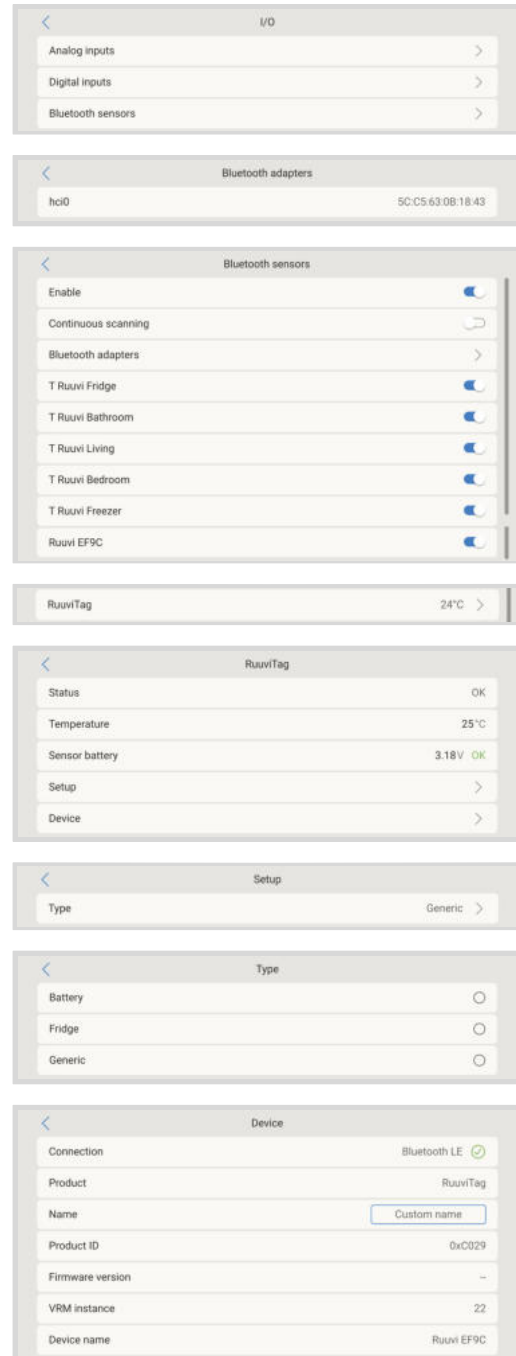 I/O
Analog inputs
Digital inputs
Bluetooth sensors
Bluetooth adapters
hci0 5C:C5:63:0B:18:43
Bluetooth sensors
Enable
Continuous scanning
Bluetooth adapters
T Ruuvi Fridge
T Ruuvi Bathroom
T Ruuvi Living
T Ruuvi Bedroom
T Ruuvi Freezer
Ruuvi EF9C
RuuviTag 24°C
RuuviTag
Status OK
Temperature 25°C
Sensor battery 3.18V OK
Setup
Device
Setup
Type Generic
Type
Battery
Fridge
Generic
Device
Connection Bluetooth LE
Product RuuviTag
Name Custom name
Product ID 0xC029
Firmware version --
VRM instance 22
Device name Ruuvi EF9C